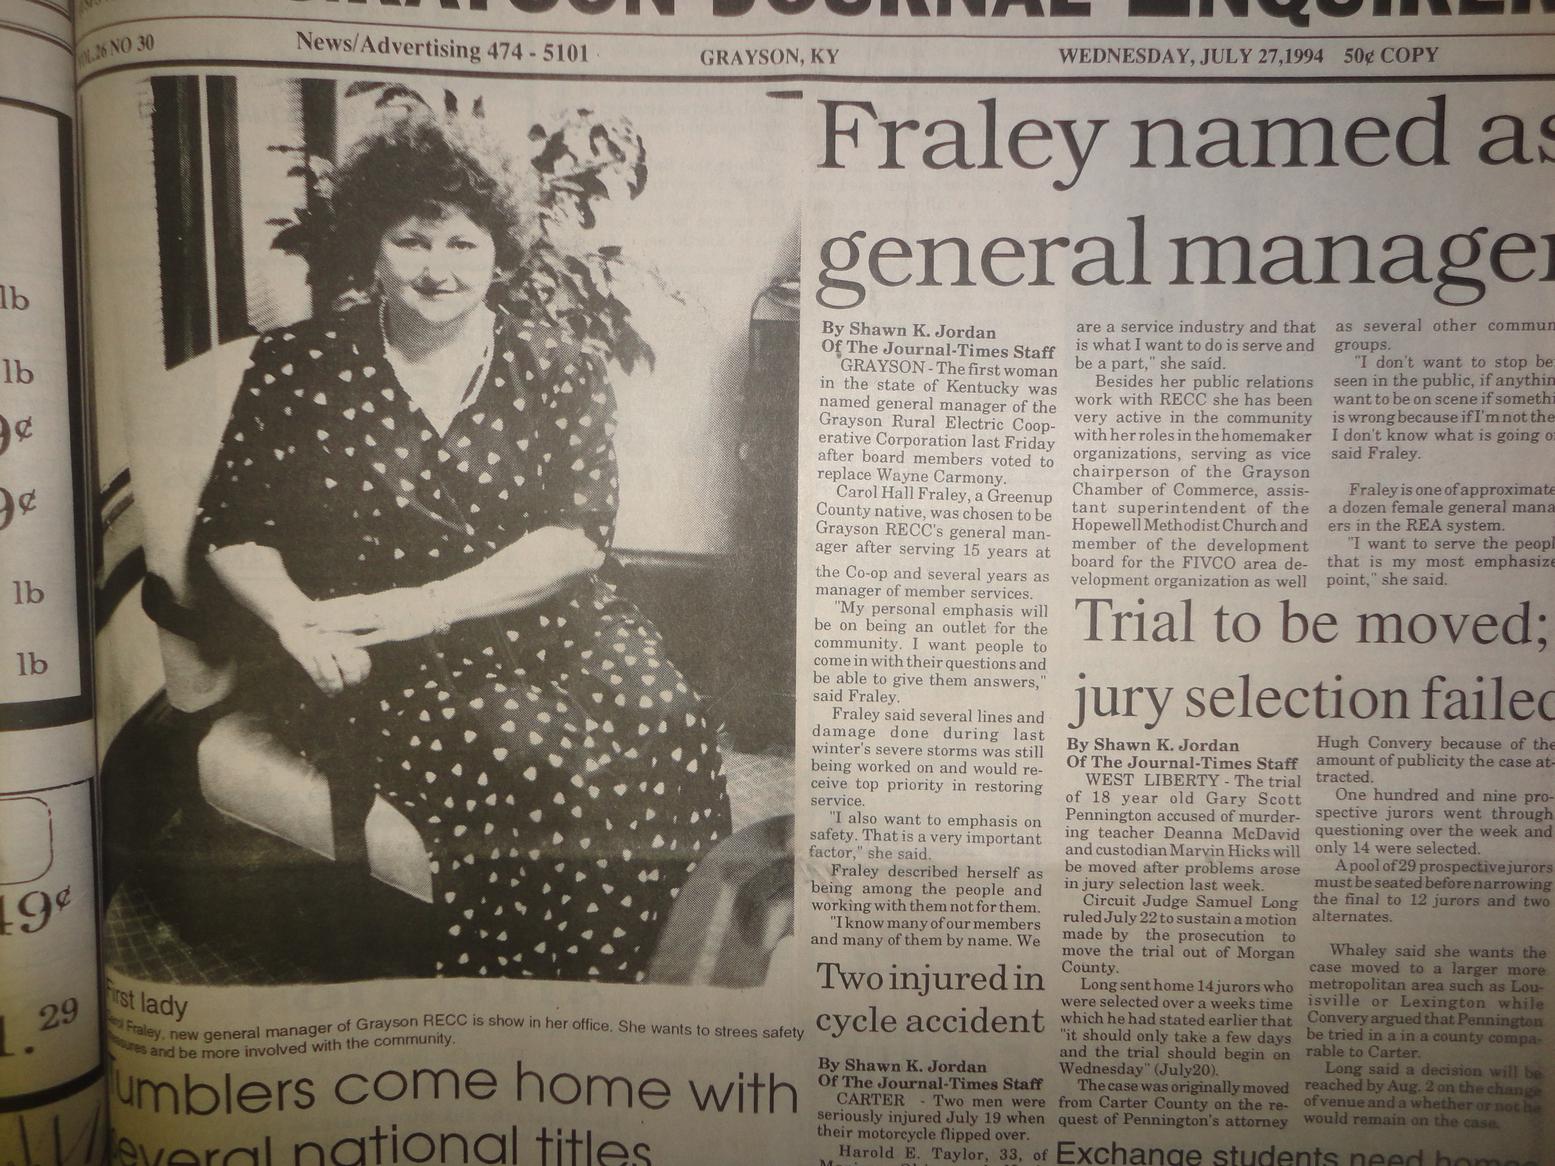 GRAYSON JOURNAL ENQUIRER
VOL.26 NO 30
News/Advertising 474 - 5101
GRAYSON, KY
WEDNESDAY, JULY 27,1994 50¢ COPY
lb
lb
9¢
9¢
lb
lb
49¢
1.29
First lady
Carol Fraley, new general manager of Grayson RECC is show in her office. She wants to strees safety
measures and be more involved with the community.
Tumblers come home with
several national titles
Fraley named as
general manager
By Shawn K. Jordan
Of The Journal-Times Staff
GRAYSON - The first woman
in the state of Kentucky was
named general manager of the
Grayson Rural Electric Coop-
erative Corporation last Friday
after board members voted to
replace Wayne Carmony.
Carol Hall Fraley, a Greenup
County native, was chosen to be
Grayson RECC's general man-
ager after serving 15 years at
the Co-op and several years as
manager of member services.
"My personal emphasis will
be on being an outlet for the
community. I want people to
come in with their questions and
be able to give them answers,"
said Fraley.
Fraley said several lines and
damage done during last
winter's severe storms was still
being worked on and would re-
ceive top priority in restoring
service.
"I also want to emphasis on
safety. That is a very important
factor," she said.
Fraley described herself as
being among the people and
working with them not for them.
"I know many of our members
and many of them by name. We
are a service industry and that
is what I want to do is serve and
be a part," she said.
Besides her public relations
work with RECC she has been
very active in the community
with her roles in the homemaker
organizations, serving as vice
chairperson of the Grayson
Chamber of Commerce, assis-
tant superintendent of the
Hopewell Methodist Church and
member of the development
board for the FIVCO area de-
velopment organization as well
as several other commun
groups.
"I don't want to stop be
seen in the public, if anythin
want to be on scene if somethi
is wrong because if I'm not the
I don't know what is going o
said Fraley.
Fraley is one of approximate
a dozen female general mana
ers in the REA system.
"I want to serve the peopl
that is my most emphasize
point," she said.
Two injured in
cycle accident
By Shawn K. Jordan
Of The Journal-Times Staff
CARTER - Two men were
seriously injured July 19 when
their motorcycle flipped over.
Harold E. Taylor, 33, of
Trial to be moved;
jury selection failed
By Shawn K. Jordan
Of The Journal-Times Staff
WEST LIBERTY - The trial
of 18 year old Gary Scott
Pennington accused of murder-
ing teacher Deanna McDavid
and custodian Marvin Hicks will
be moved after problems arose
in jury selection last week.
Circuit Judge Samuel Long
ruled July 22 to sustain a motion
made by the prosecution to
move the trial out of Morgan
County.
Long sent home 14 jurors who
were selected over a weeks time
which he had stated earlier that
"it should only take a few days
and the trial should begin on
Wednesday" (July20).
The case was originally moved
from Carter County on the re-
quest of Pennington's attorney
Hugh Convery because of the
amount of publicity the case at-
tracted.
One hundred and nine pro-
spective jurors went through
questioning over the week and
only 14 were selected.
A pool of 29 prospective jurors
must be seated before narrowing
the final to 12 jurors and two
alternates.
Whaley said she wants the
case moved to a larger more
metropolitan area such as Lou-
isville or Lexington while
Convery argued that Pennington
be tried in a in a county compa-
rable to Carter.
Long said a decision will be
reached by Aug. 2 on the change
of venue and a whether or not he
would remain on the case.
Exchange students need homes